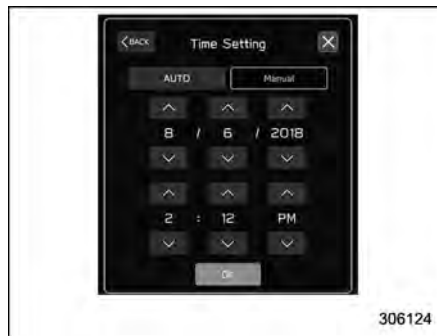 BACK Time Setting X
AUTO Manual
8 / 6 / 2018
2 : 12 PM
OK
306124